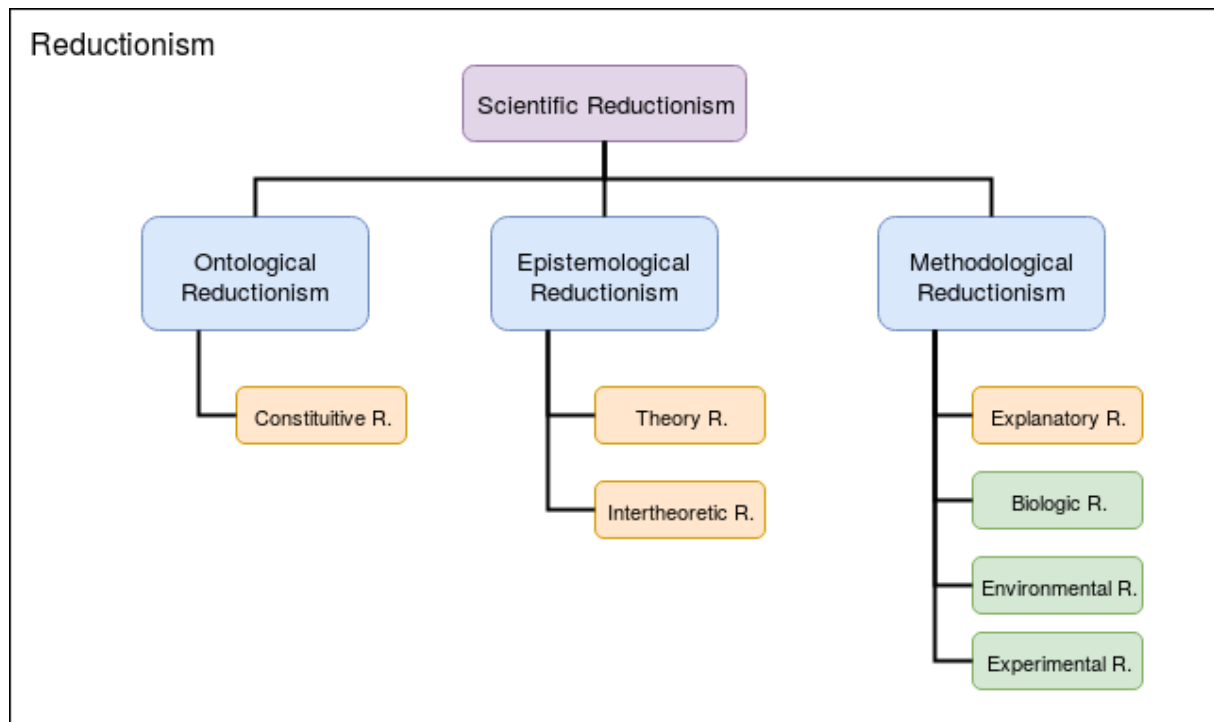 Reductionism
Scientific Reductionism
Ontological
Reductionism
Epistemological
Reductionism
Methodological
Reductionism
Constituitive R.
Theory R.
Explanatory R.
Intertheoretic R.
Biologic R.
Environmental R.
Experimental R.